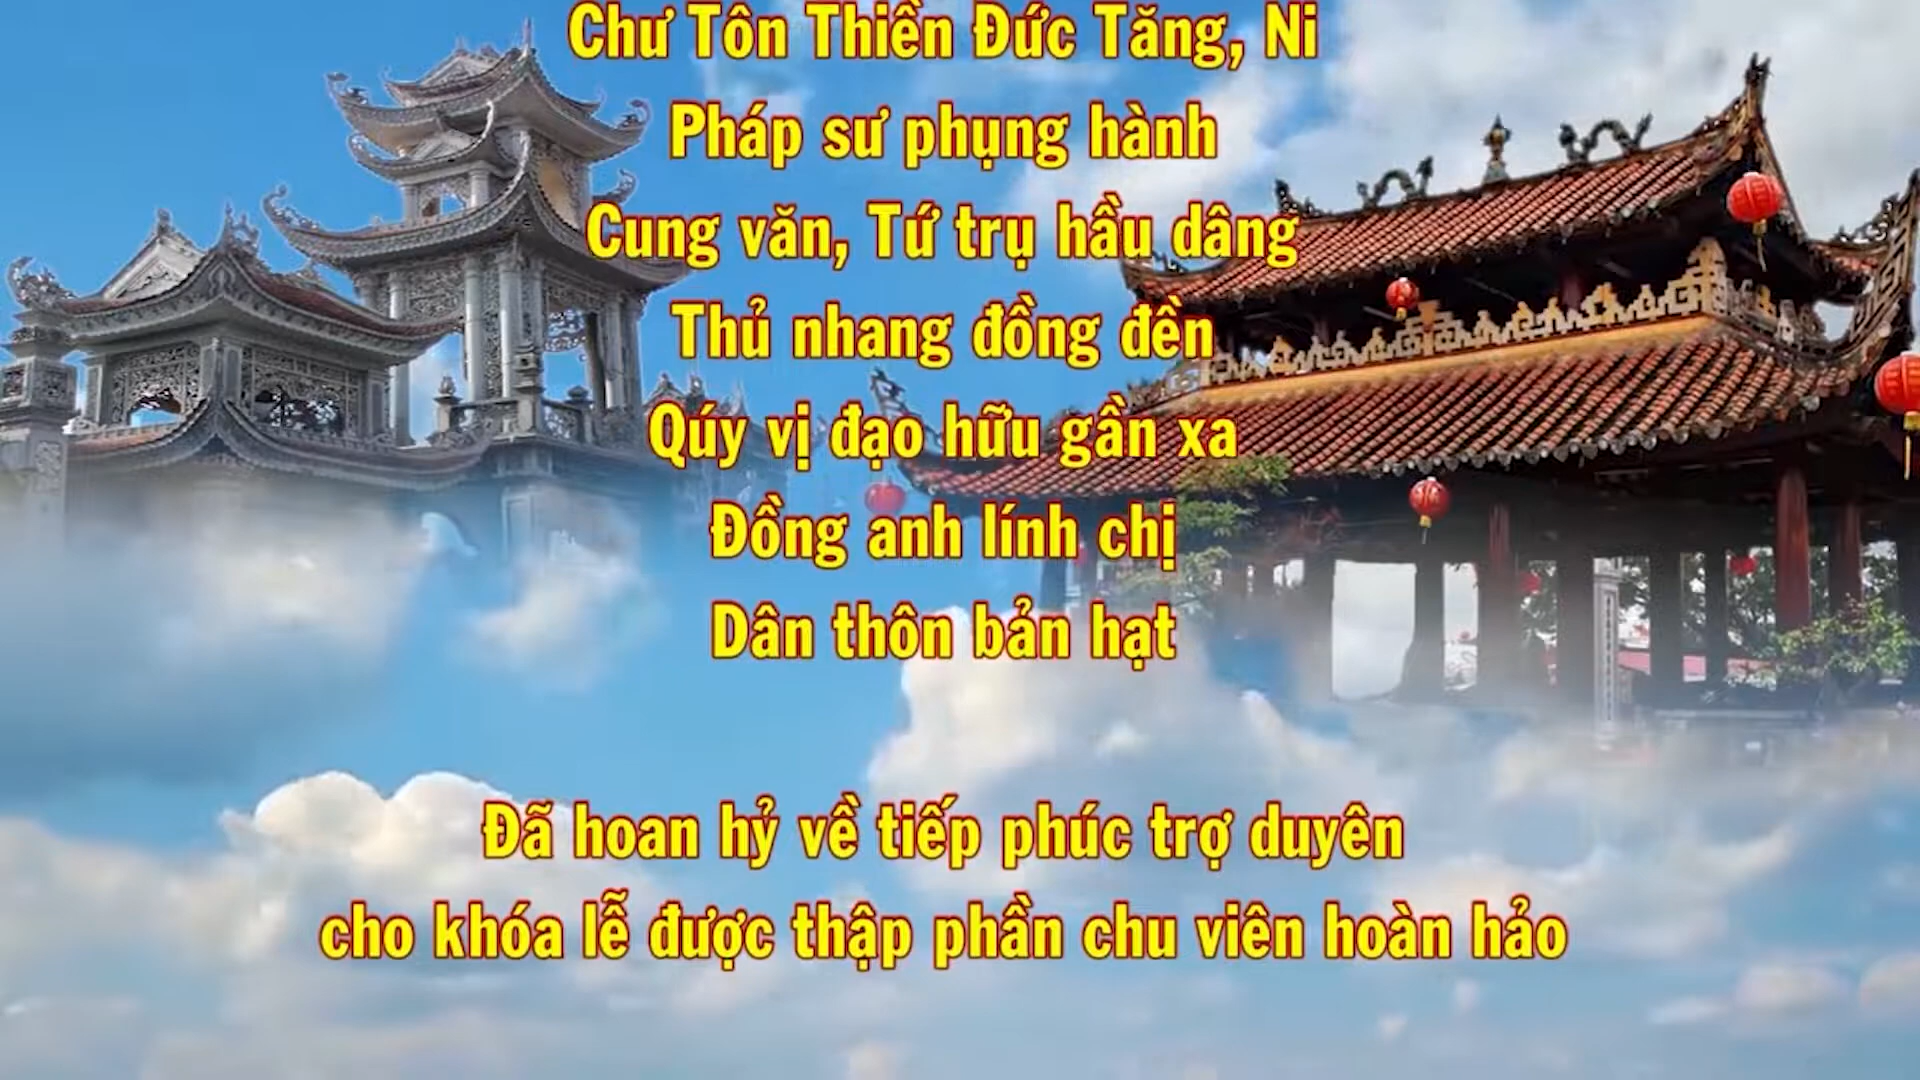 Chư Tôn Thiền Đức Tăng, Ni
Pháp sư phụng hành
Cung văn, Tứ trụ hầu dâng
Thủ nhang đồng đền
Qúy vị đạo hữu gần xa
Đồng anh lính chị
Dân thôn bản hạt
Đã hoan hỷ về tiếp phúc trợ duyên
cho khóa lễ được thập phần chu viên hoàn hảo